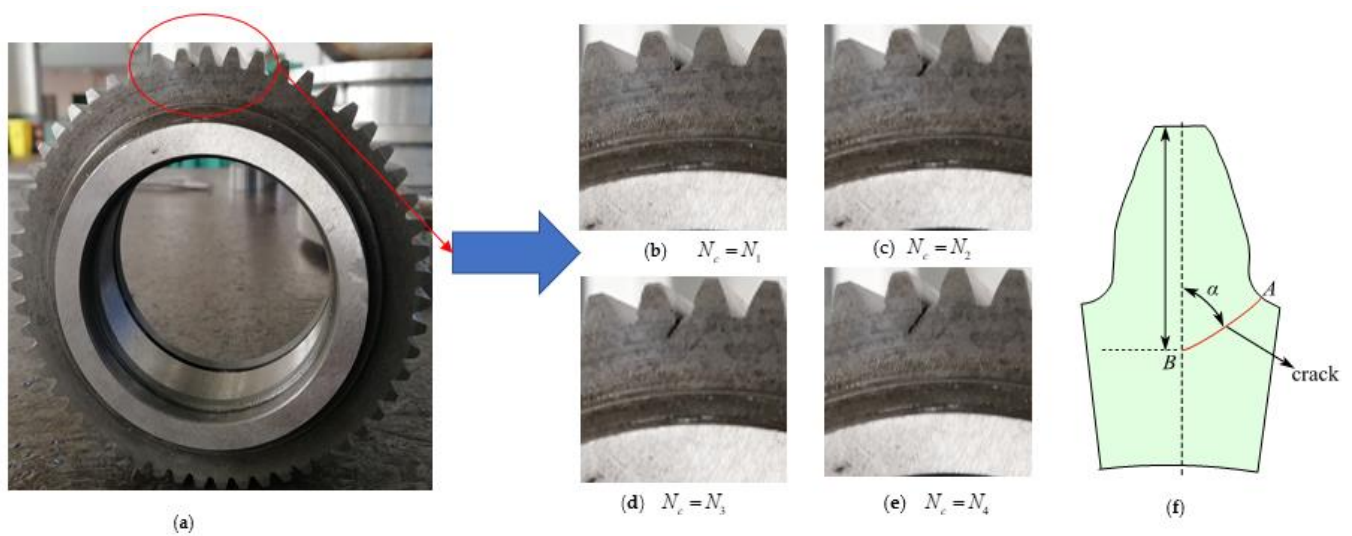 (a)
(b) N_c = N_1
(c) N_c = N_2
(d) N_c = N_3
(e) N_c = N_4
α
A
B
crack
(f)